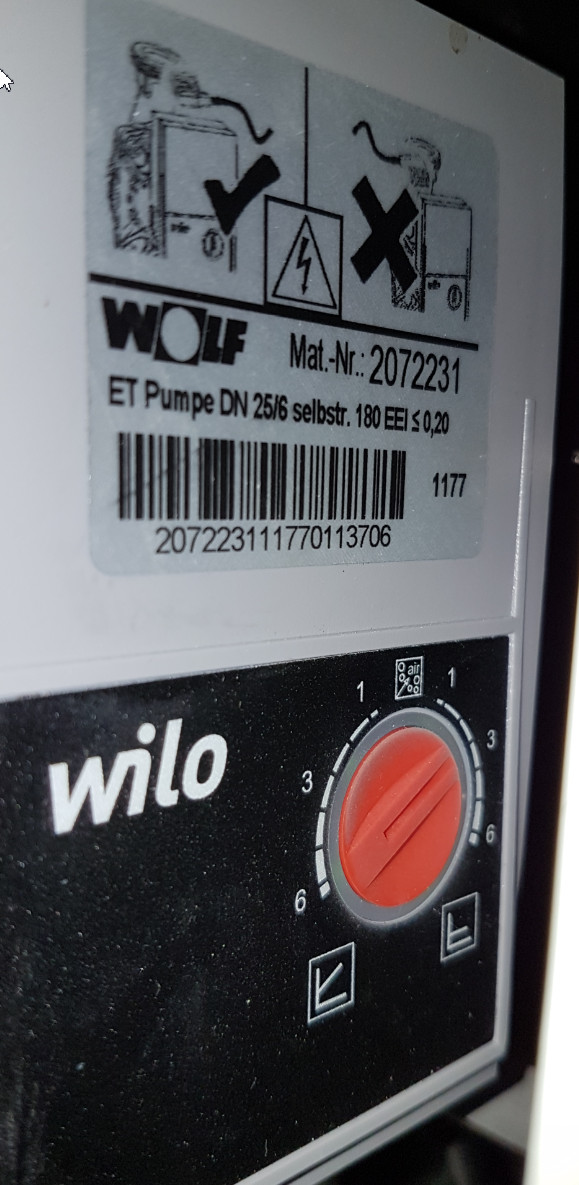 WOLF
Mat.-Nr.: 2072231
ET Pumpe DN 25/6 selbstr. 180 EEI ≤ 0,20
1177
207223111770113706
air
1 1
3 3
6 6
wilo